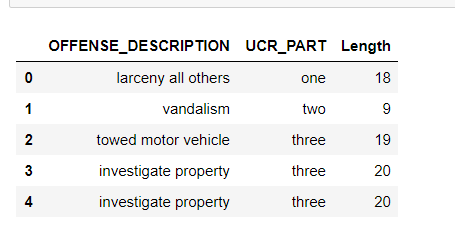 OFFENSE_DESCRIPTION UCR_PART Length
0 larceny all others one 18
1 vandalism two 9
2 towed motor vehicle three 19
3 investigate property three 20
4 investigate property three 20